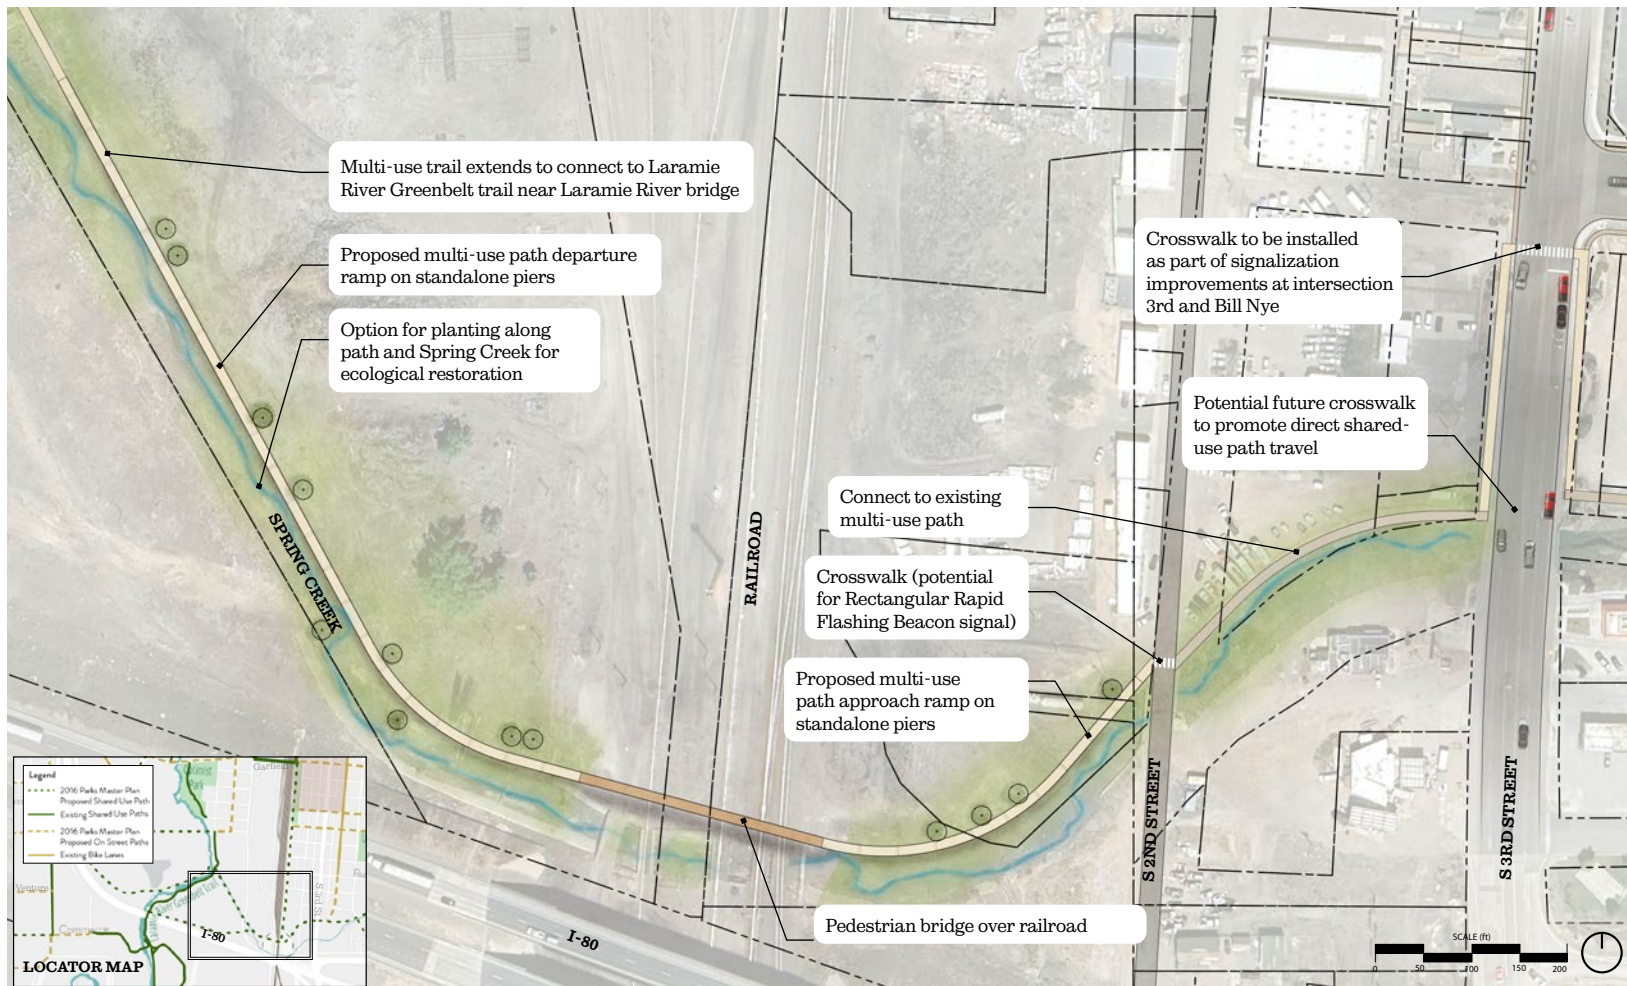 Multi-use trail extends to connect to Laramie
River Greenbelt trail near Laramie River bridge
Proposed multi-use path departure
ramp on standalone piers
Option for planting along
path and Spring Creek for
ecological restoration
Crosswalk to be installed
as part of signalization
improvements at intersection
3rd and Bill Nye
Potential future crosswalk
to promote direct shared-
use path travel
Connect to existing
multi-use path
Crosswalk (potential
for Rectangular Rapid
Flashing Beacon signal)
Proposed multi-use
path approach ramp on
standalone piers
Pedestrian bridge over railroad
SPRING CREEK
RAILROAD
S 2ND STREET
S 3RD STREET
I-80
Legend
2016 Parks Master Plan
Proposed Shared Use Path
Existing Shared Use Paths
2016 Parks Master Plan
Proposed On Street Paths
Existing Bike Lanes
Garfield
Park
Venture
Commerce
S 3rd St
I-80
LOCATOR MAP
SCALE (ft)
0 50 100 150 200